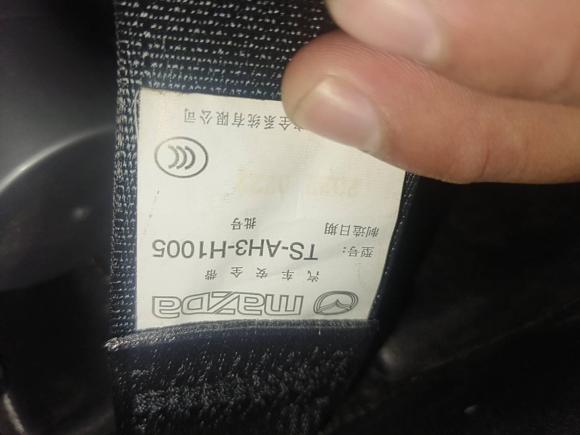 mazda
汽车安全带
型号：TS-AH3-H1005
制造日期 批号
全系统有限公司